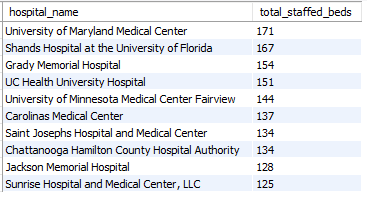 hospital_name total_staffed_beds
University of Maryland Medical Center 171
Shands Hospital at the University of Florida 167
Grady Memorial Hospital 154
UC Health University Hospital 151
University of Minnesota Medical Center Fairview 144
Carolinas Medical Center 137
Saint Josephs Hospital and Medical Center 134
Chattanooga Hamilton County Hospital Authority 134
Jackson Memorial Hospital 128
Sunrise Hospital and Medical Center, LLC 125